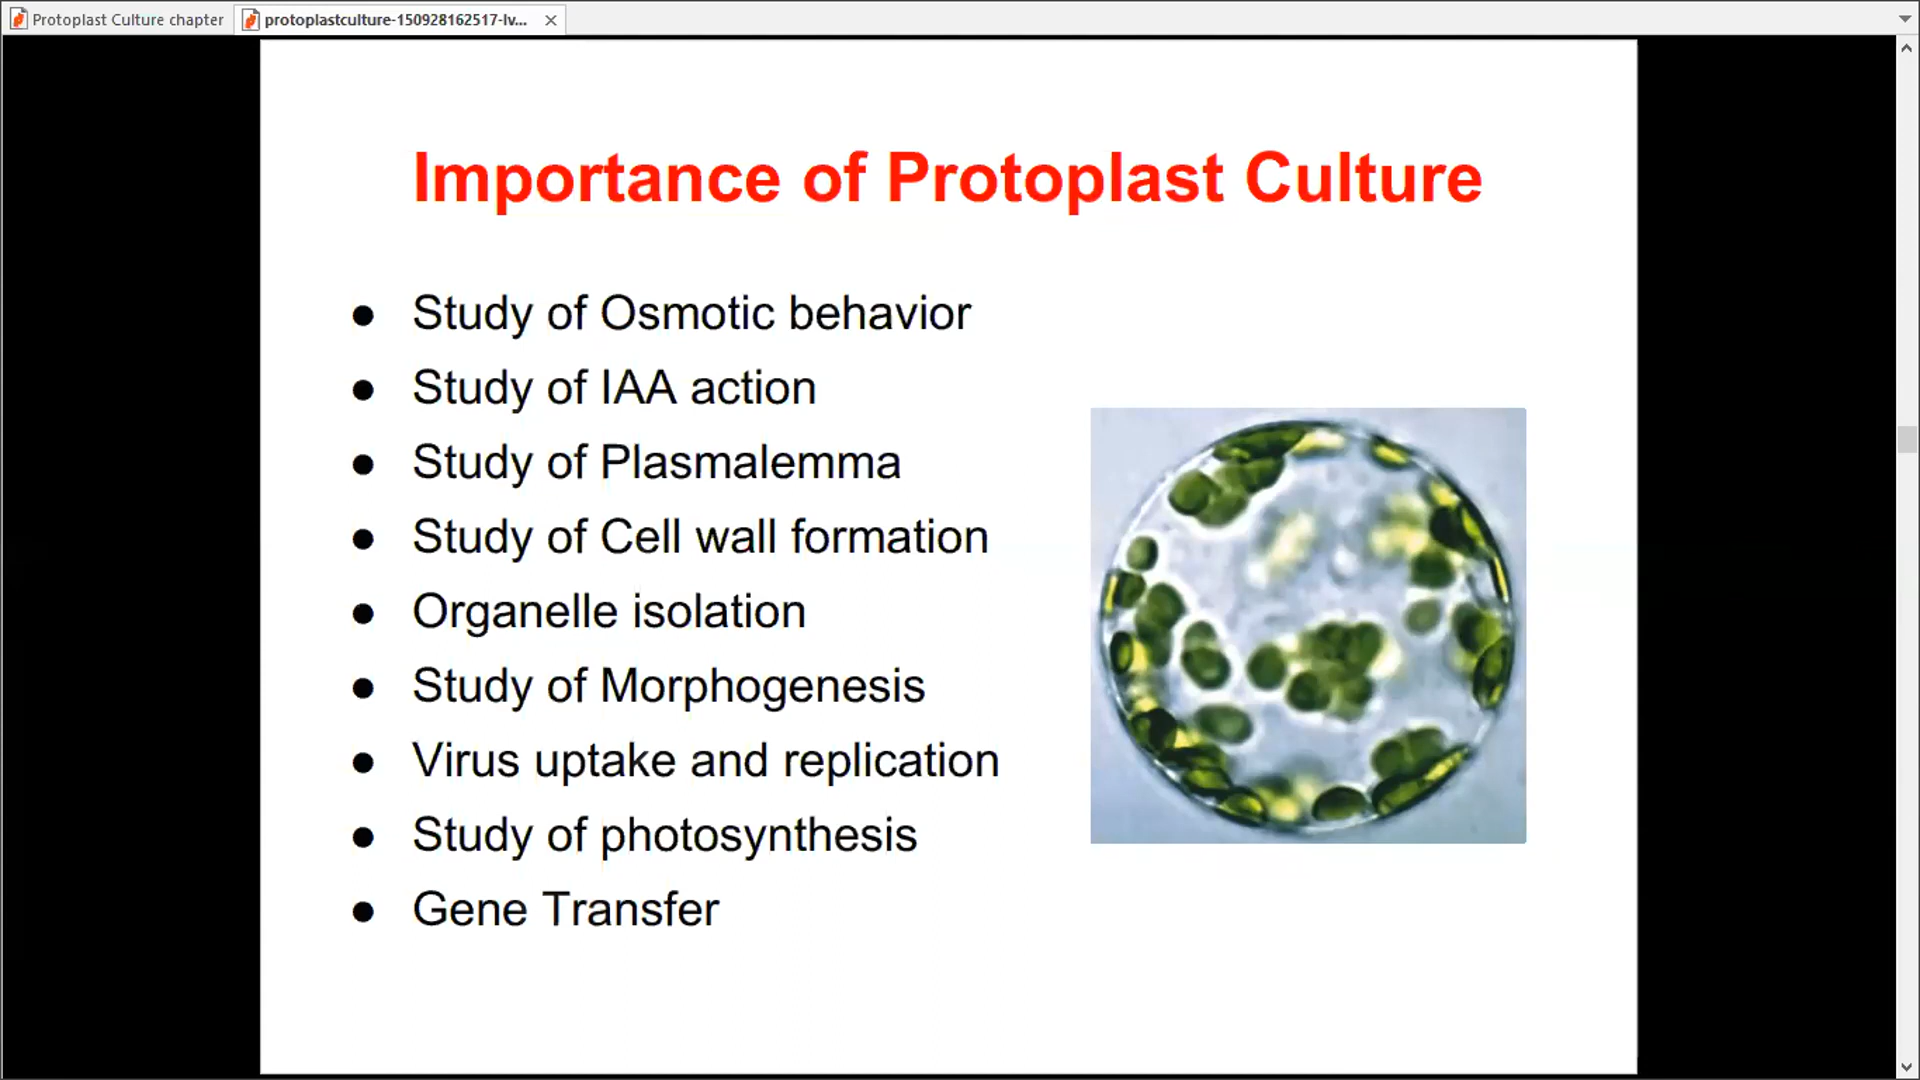 Protoplast Culture chapter
protoplastculture-150928162517-lv...
Importance of Protoplast Culture
● Study of Osmotic behavior
● Study of IAA action
● Study of Plasmalemma
● Study of Cell wall formation
● Organelle isolation
● Study of Morphogenesis
● Virus uptake and replication
● Study of photosynthesis
● Gene Transfer